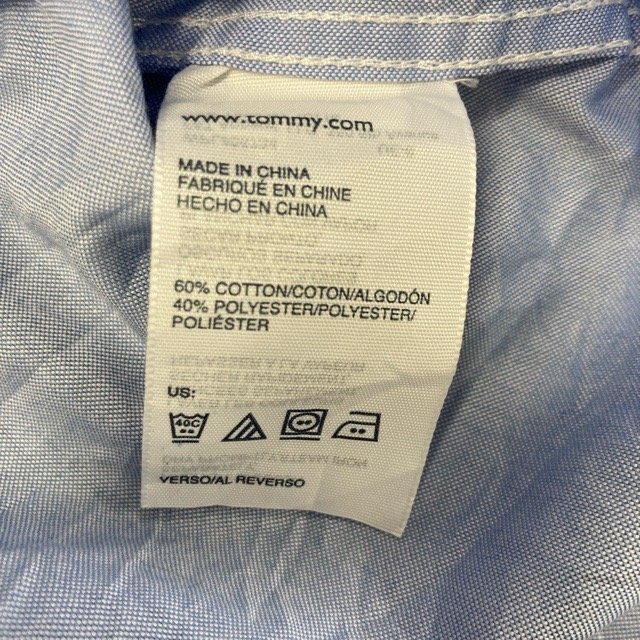 www.tommy.com
MADE IN CHINA
FABRIQUÉ EN CHINE
HECHO EN CHINA
60% COTTON/COTON/ALGODÓN
40% POLYESTER/POLYESTER/
POLIÉSTER
US:
40C
VERSO/AL REVERSO